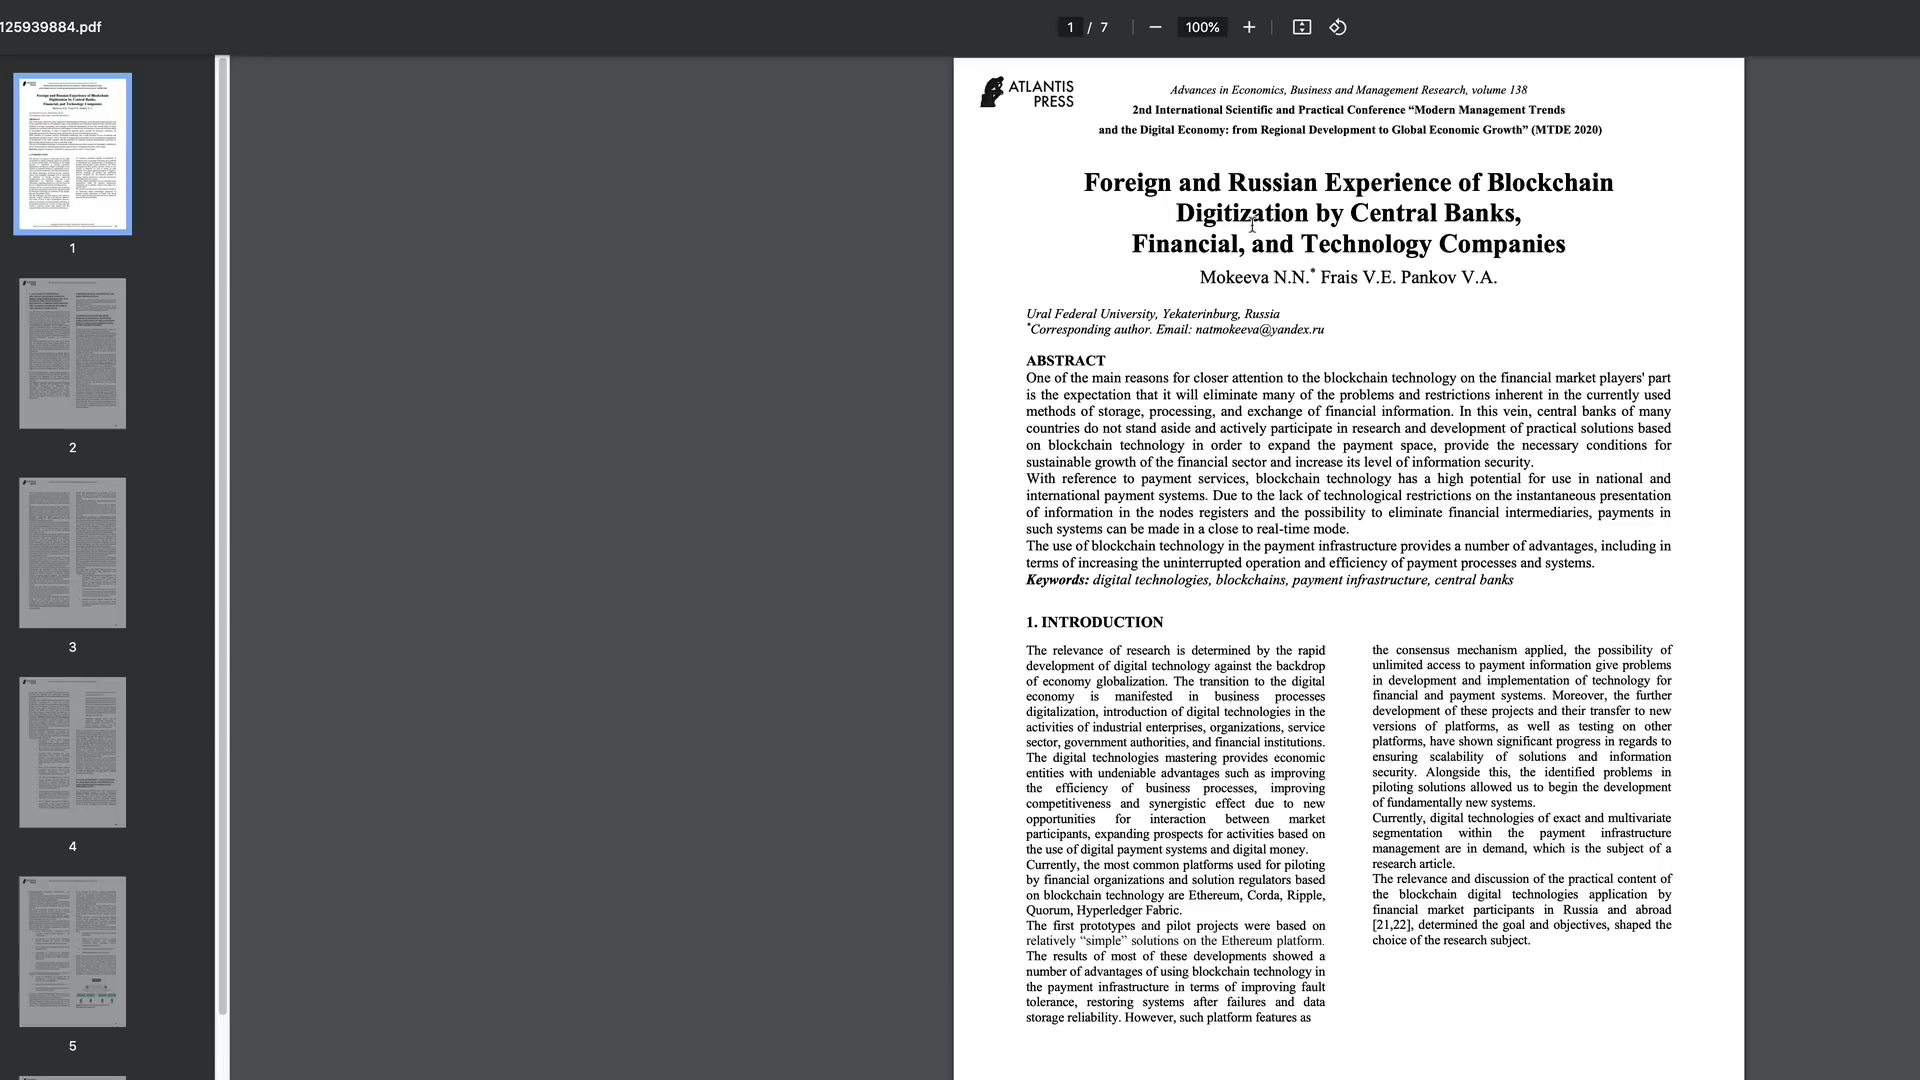 125939884.pdf
1 / 7
100%
ATLANTIS
PRESS
Advances in Economics, Business and Management Research, volume 138
2nd International Scientific and Practical Conference “Modern Management Trends
and the Digital Economy: from Regional Development to Global Economic Growth” (MTDE 2020)
Foreign and Russian Experience of Blockchain
Digitization by Central Banks,
Financial, and Technology Companies
Mokeeva N.N.* Frais V.E. Pankov V.A.
Ural Federal University, Yekaterinburg, Russia
*Corresponding author. Email: natmokeeva@yandex.ru
ABSTRACT
One of the main reasons for closer attention to the blockchain technology on the financial market players' part
is the expectation that it will eliminate many of the problems and restrictions inherent in the currently used
methods of storage, processing, and exchange of financial information. In this vein, central banks of many
countries do not stand aside and actively participate in research and development of practical solutions based
on blockchain technology in order to expand the payment space, provide the necessary conditions for
sustainable growth of the financial sector and increase its level of information security.
With reference to payment services, blockchain technology has a high potential for use in national and
international payment systems. Due to the lack of technological restrictions on the instantaneous presentation
of information in the nodes registers and the possibility to eliminate financial intermediaries, payments in
such systems can be made in a close to real-time mode.
The use of blockchain technology in the payment infrastructure provides a number of advantages, including in
terms of increasing the uninterrupted operation and efficiency of payment processes and systems.
Keywords: digital technologies, blockchains, payment infrastructure, central banks
1. INTRODUCTION
The relevance of research is determined by the rapid
development of digital technology against the backdrop
of economy globalization. The transition to the digital
economy is manifested in business processes
digitalization, introduction of digital technologies in the
activities of industrial enterprises, organizations, service
sector, government authorities, and financial institutions.
The digital technologies mastering provides economic
entities with undeniable advantages such as improving
the efficiency of business processes, improving
competitiveness and synergistic effect due to new
opportunities for interaction between market
participants, expanding prospects for activities based on
the use of digital payment systems and digital money.
Currently, the most common platforms used for piloting
by financial organizations and solution regulators based
on blockchain technology are Ethereum, Corda, Ripple,
Quorum, Hyperledger Fabric.
The first prototypes and pilot projects were based on
relatively “simple” solutions on the Ethereum platform.
The results of most of these developments showed a
number of advantages of using blockchain technology in
the payment infrastructure in terms of improving fault
tolerance, restoring systems after failures and data
storage reliability. However, such platform features as
the consensus mechanism applied, the possibility of
unlimited access to payment information give problems
in development and implementation of technology for
financial and payment systems. Moreover, the further
development of these projects and their transfer to new
versions of platforms, as well as testing on other
platforms, have shown significant progress in regards to
ensuring scalability of solutions and information
security. Alongside this, the identified problems in
piloting solutions allowed us to begin the development
of fundamentally new systems.
Currently, digital technologies of exact and multivariate
segmentation within the payment infrastructure
management are in demand, which is the subject of a
research article.
The relevance and discussion of the practical content of
the blockchain digital technologies application by
financial market participants in Russia and abroad
[21,22], determined the goal and objectives, shaped the
choice of the research subject.
1
2
3
4
5